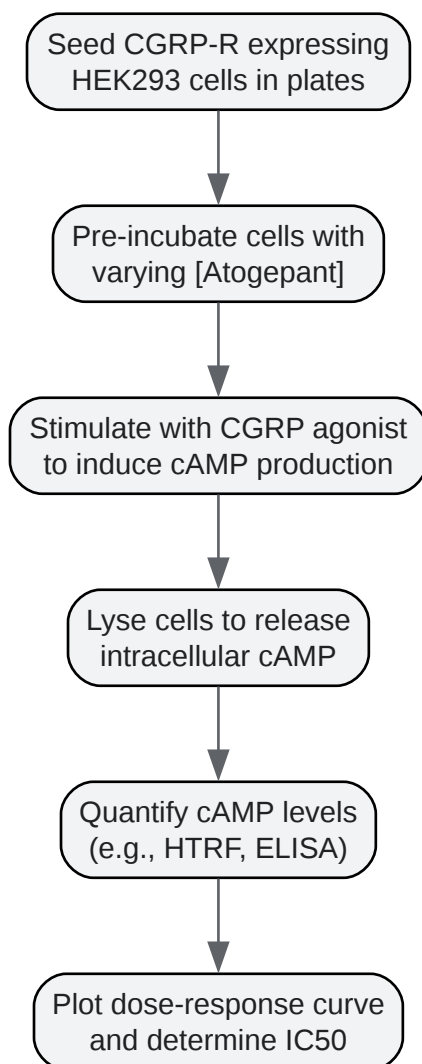 Seed CGRP-R expressing
HEK293 cells in plates
Pre-incubate cells with
varying [Atogepant]
Stimulate with CGRP agonist
to induce cAMP production
Lyse cells to release
intracellular cAMP
Quantify cAMP levels
(e.g., HTRF, ELISA)
Plot dose-response curve
and determine IC50